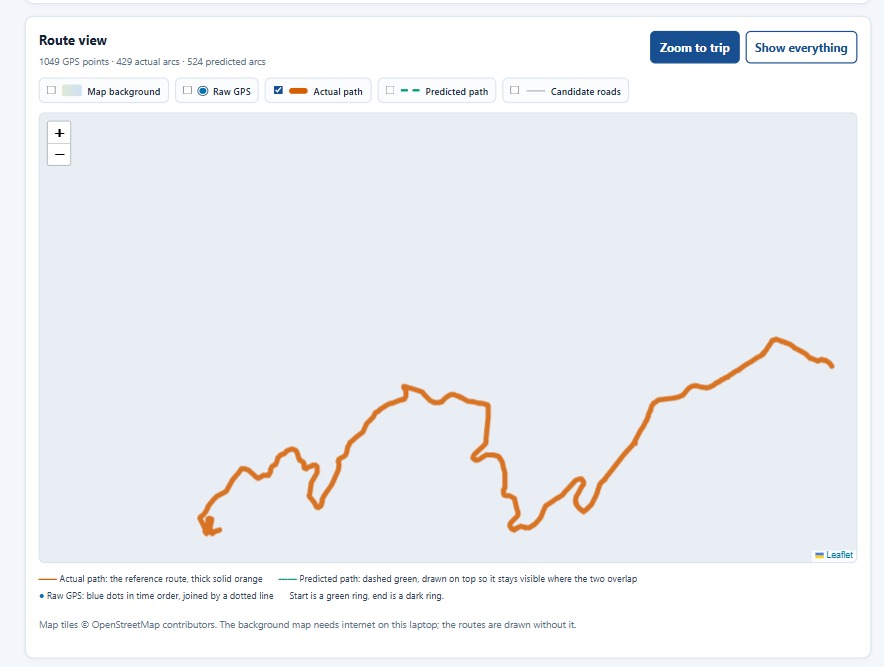 Route view
1049 GPS points · 429 actual arcs · 524 predicted arcs
Zoom to trip
Show everything
Map background
Raw GPS
Actual path
Predicted path
Candidate roads
+
−
Leaflet
Actual path: the reference route, thick solid orange
Predicted path: dashed green, drawn on top so it stays visible where the two overlap
Raw GPS: blue dots in time order, joined by a dotted line
Start is a green ring, end is a dark ring.
Map tiles © OpenStreetMap contributors. The background map needs internet on this laptop; the routes are drawn without it.